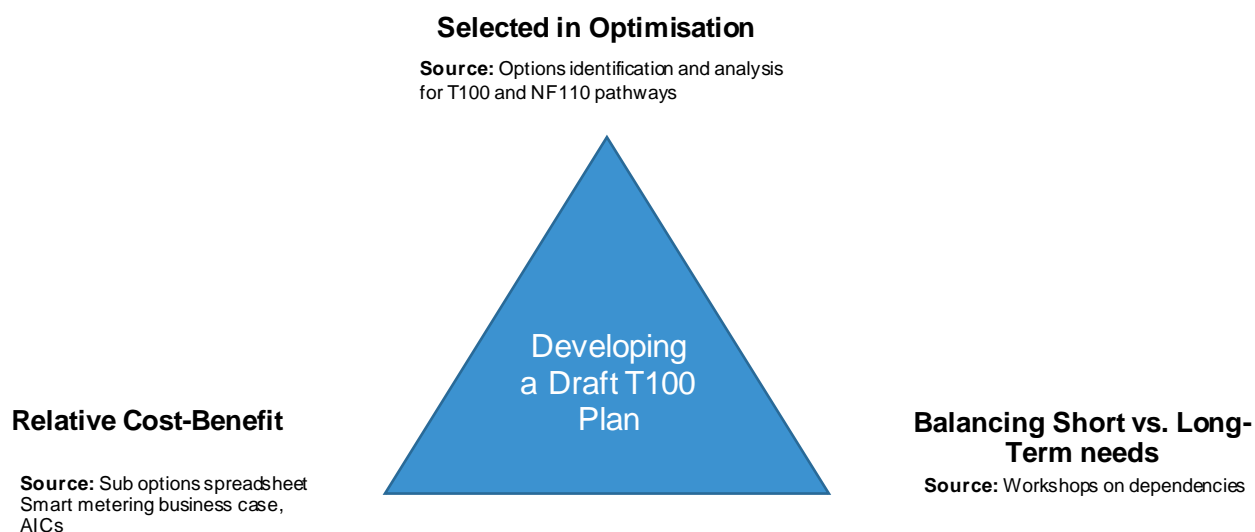 Selected in Optimisation
Source: Options identification and analysis
for T100 and NF110 pathways
Developing
a Draft T100
Plan
Relative Cost-Benefit
Source: Sub options spreadsheet
Smart metering business case,
AICs
Balancing Short vs. Long-
Term needs
Source: Workshops on dependencies